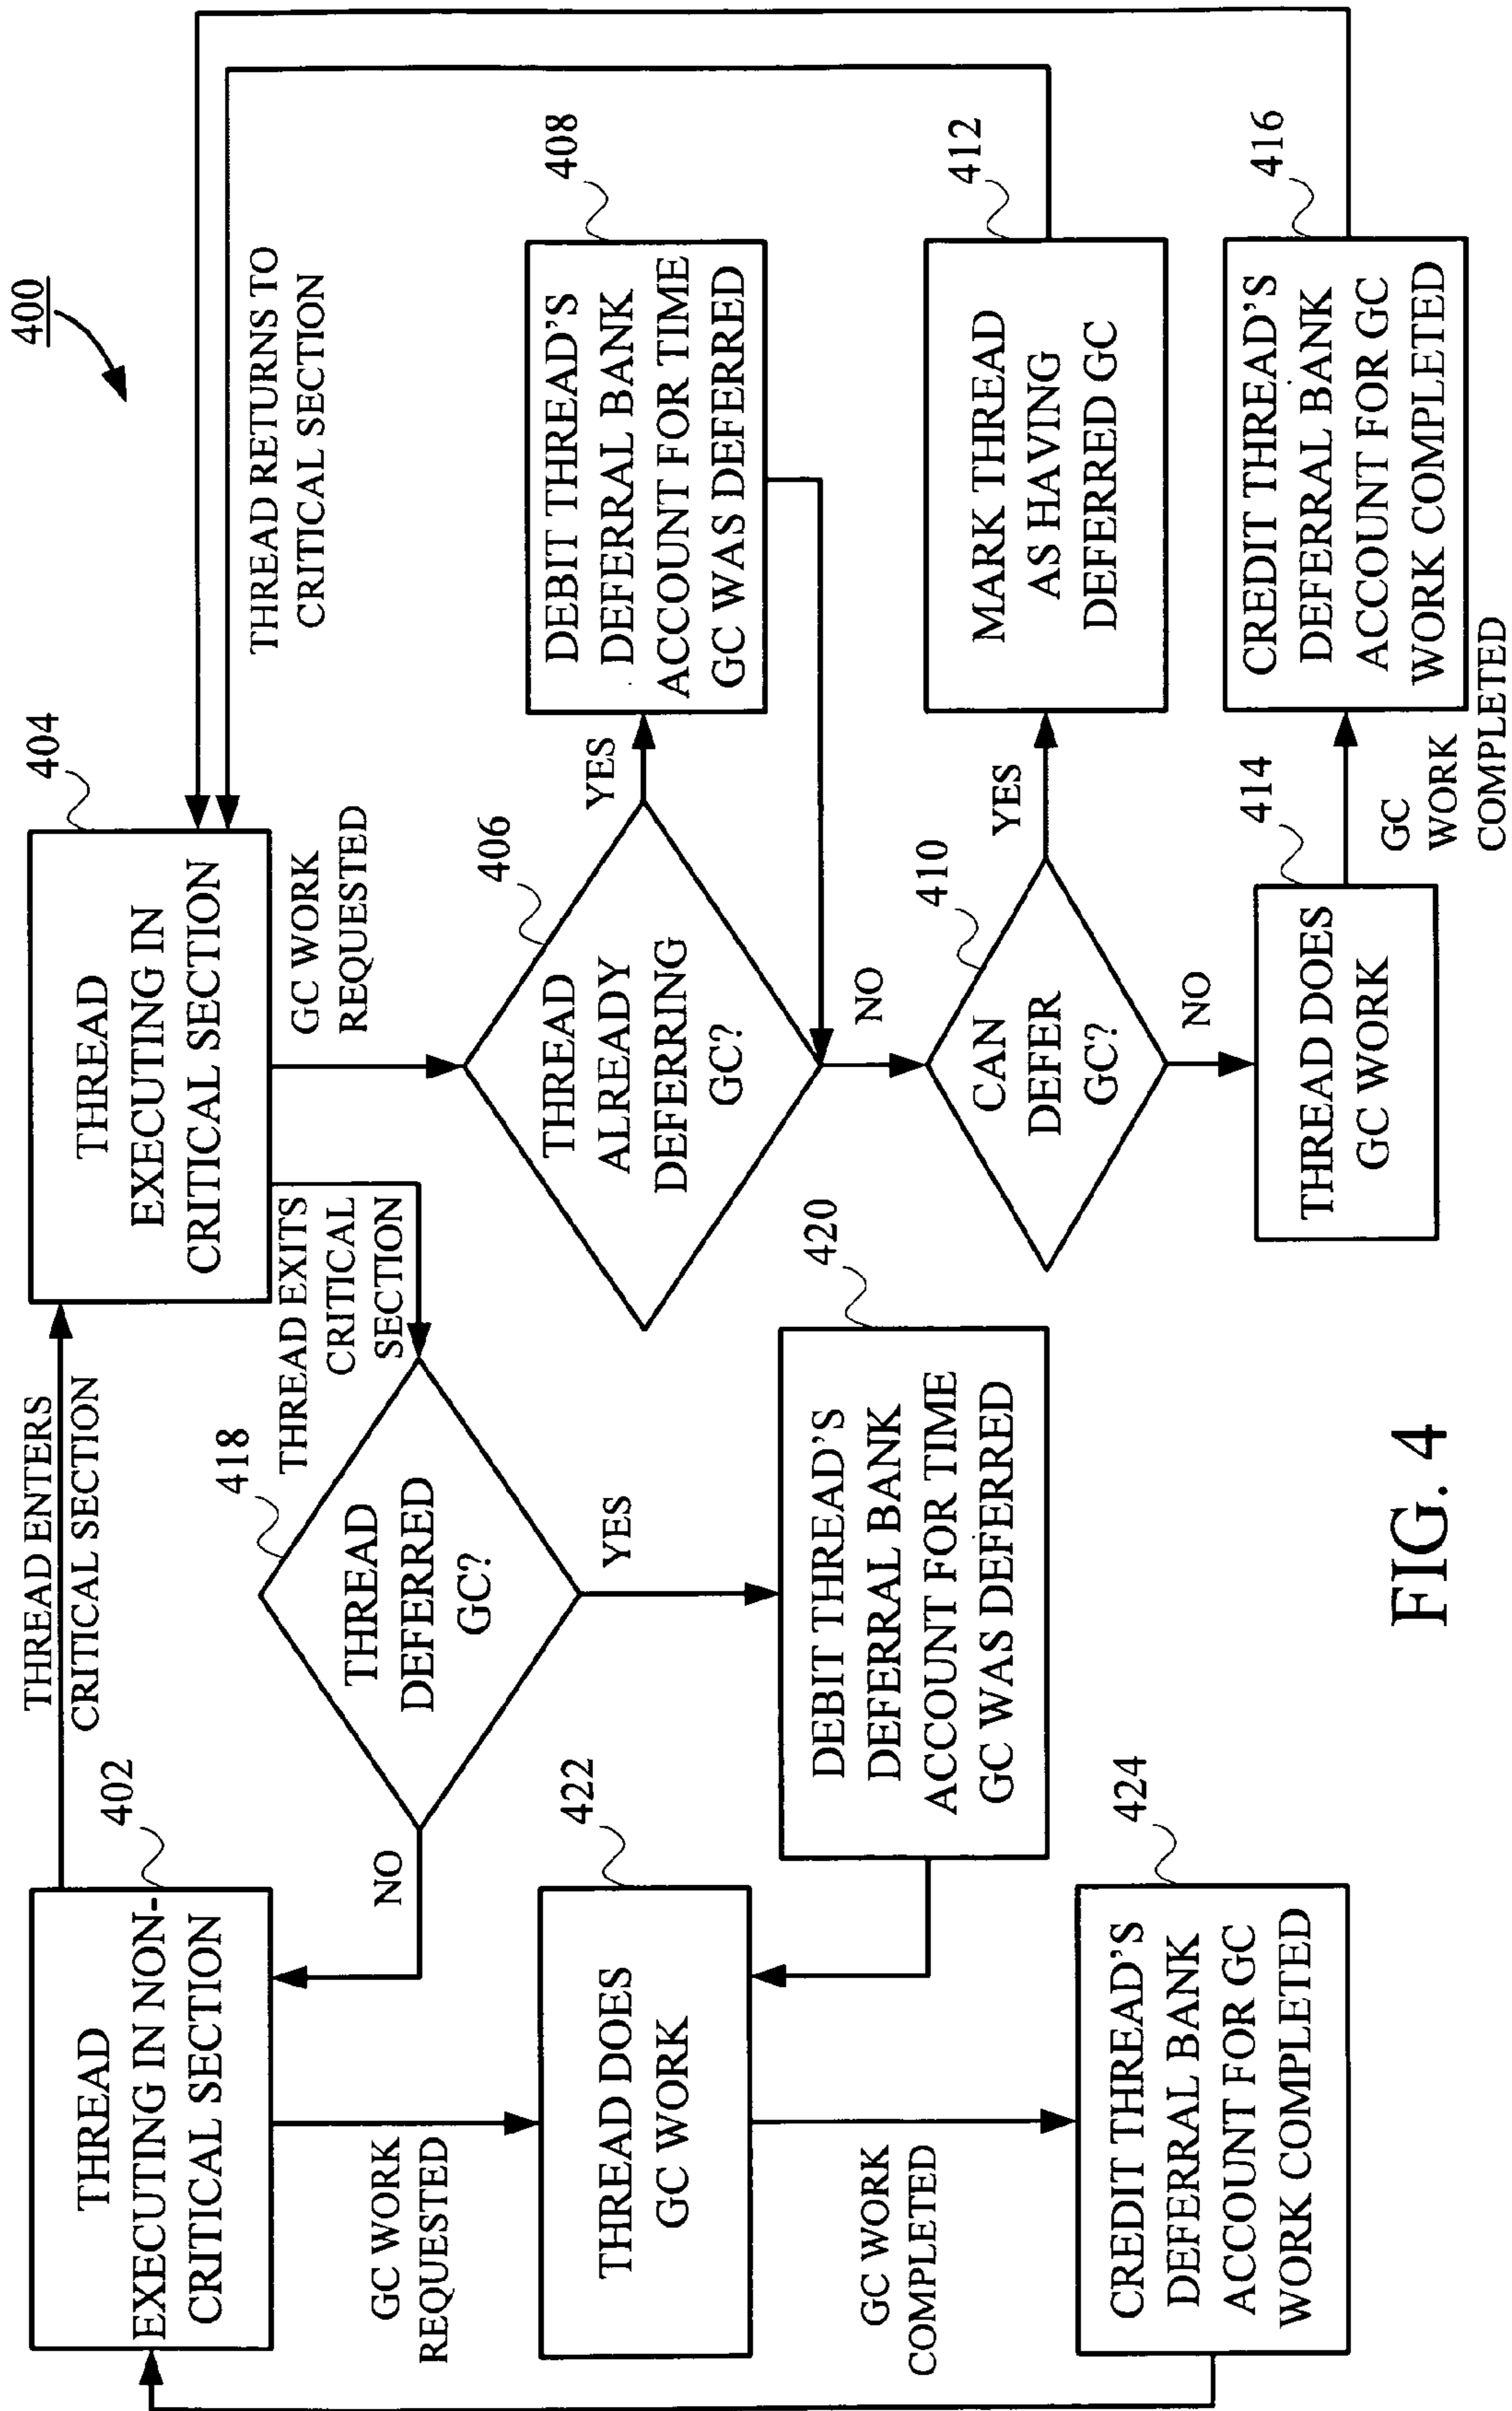 400
THREAD ENTERS
CRITICAL SECTION
THREAD RETURNS TO
CRITICAL SECTION
402
THREAD
EXECUTING IN NON-
CRITICAL SECTION
404
THREAD
EXECUTING IN
CRITICAL SECTION
GC WORK
REQUESTED
THREAD EXITS
CRITICAL
SECTION
GC WORK
REQUESTED
418
THREAD
DEFERRED
GC?
NO
YES
406
THREAD
ALREADY
DEFERRING
GC?
YES
NO
408
DEBIT THREAD'S
DEFERRAL BANK
ACCOUNT FOR TIME
GC WAS DEFERRED
422
THREAD DOES
GC WORK
420
DEBIT THREAD'S
DEFERRAL BANK
ACCOUNT FOR TIME
GC WAS DEFERRED
410
CAN
DEFER
GC?
YES
NO
412
MARK THREAD
AS HAVING
DEFERRED GC
GC WORK
COMPLETED
424
CREDIT THREAD'S
DEFERRAL BANK
ACCOUNT FOR GC
WORK COMPLETED
414
THREAD DOES
GC WORK
GC
WORK
COMPLETED
416
CREDIT THREAD'S
DEFERRAL BANK
ACCOUNT FOR GC
WORK COMPLETED
FIG. 4